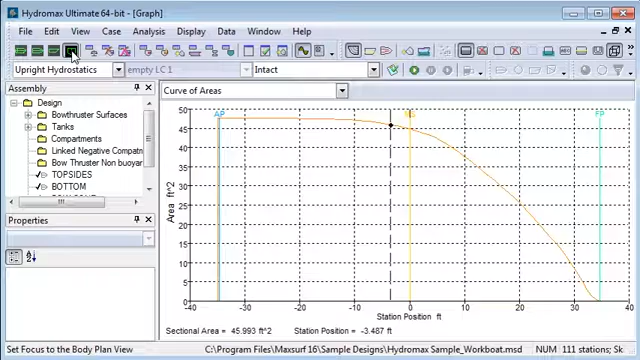 Hydromax Ultimate 64-bit - [Graph]
File Edit View Case Analysis Display Data Window Help
Upright Hydrostatics empty LC 1 Intact
Assembly
Design
Bowthruster Surfaces
Tanks
Compartments
Linked Negative Compartm
Bow Thruster Non buoyar
TOPSIDES
BOTTOM
Properties
Curve of Areas
AP MS FP
50
45
40
35
30
25
20
15
10
5
0
Area ft^2
-40 -30 -20 -10 0 10 20 30 40
Station Position ft
Sectional Area = 45.993 ft^2 Station Position = -3.487 ft
Set Focus to the Body Plan View C:\Program Files\Maxsurf 16\Sample Designs\Hydromax Sample_Workboat.msd NUM 111 stations; Sk